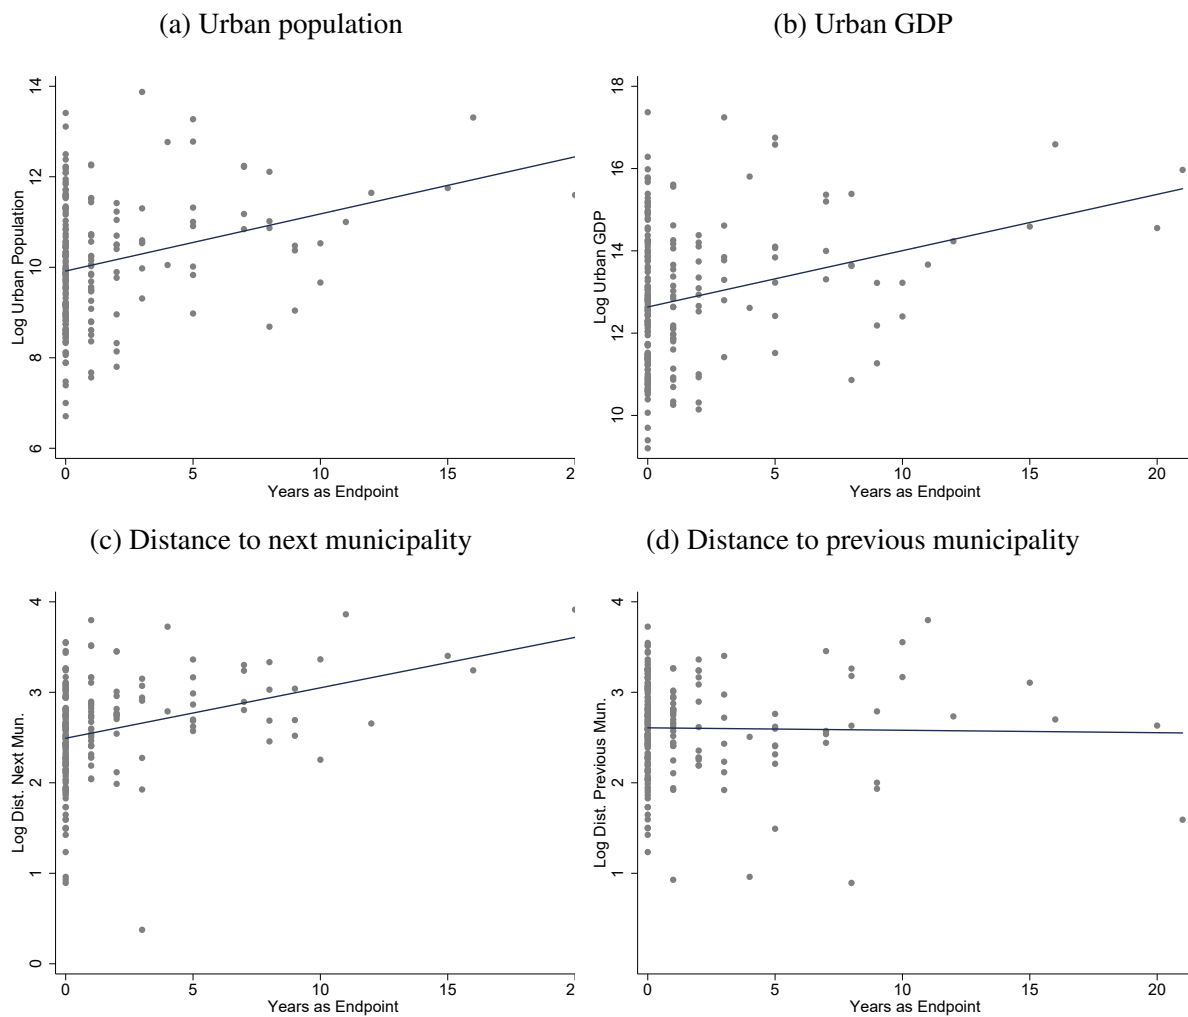 (a) Urban population
14
12
10
8
6
Log Urban Population
0 5 10 15 2
Years as Endpoint
(b) Urban GDP
18
16
14
12
10
Log Urban GDP
0 5 10 15 20
Years as Endpoint
(c) Distance to next municipality
4
3
2
1
0
Log Dist. Next Mun.
0 5 10 15 2
Years as Endpoint
(d) Distance to previous municipality
4
3
2
1
Log Dist. Previous Mun.
0 5 10 15 20
Years as Endpoint